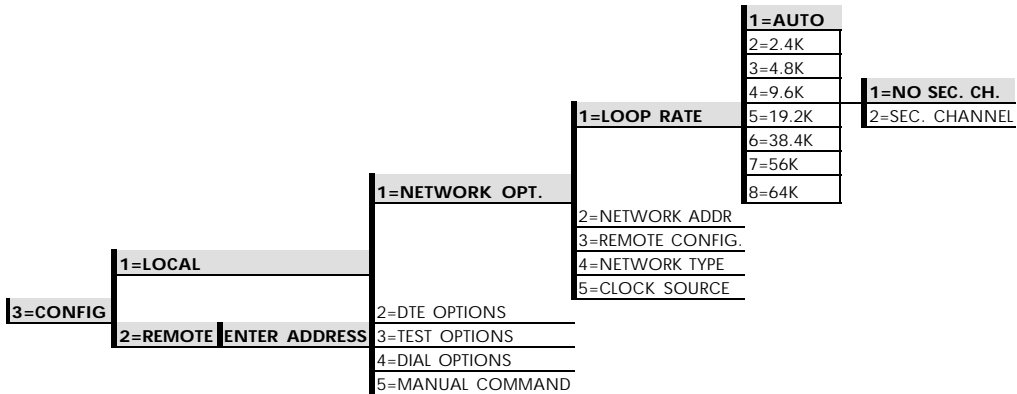 1=AUTO
2=2.4K
3=4.8K
4=9.6K
5=19.2K
6=38.4K
7=56K
8=64K
1=NO SEC. CH.
2=SEC. CHANNEL
1=LOOP RATE
2=NETWORK ADDR
3=REMOTE CONFIG.
4=NETWORK TYPE
5=CLOCK SOURCE
1=NETWORK OPT.
2=DTE OPTIONS
3=TEST OPTIONS
4=DIAL OPTIONS
5=MANUAL COMMAND
1=LOCAL
2=REMOTE ENTER ADDRESS
3=CONFIG